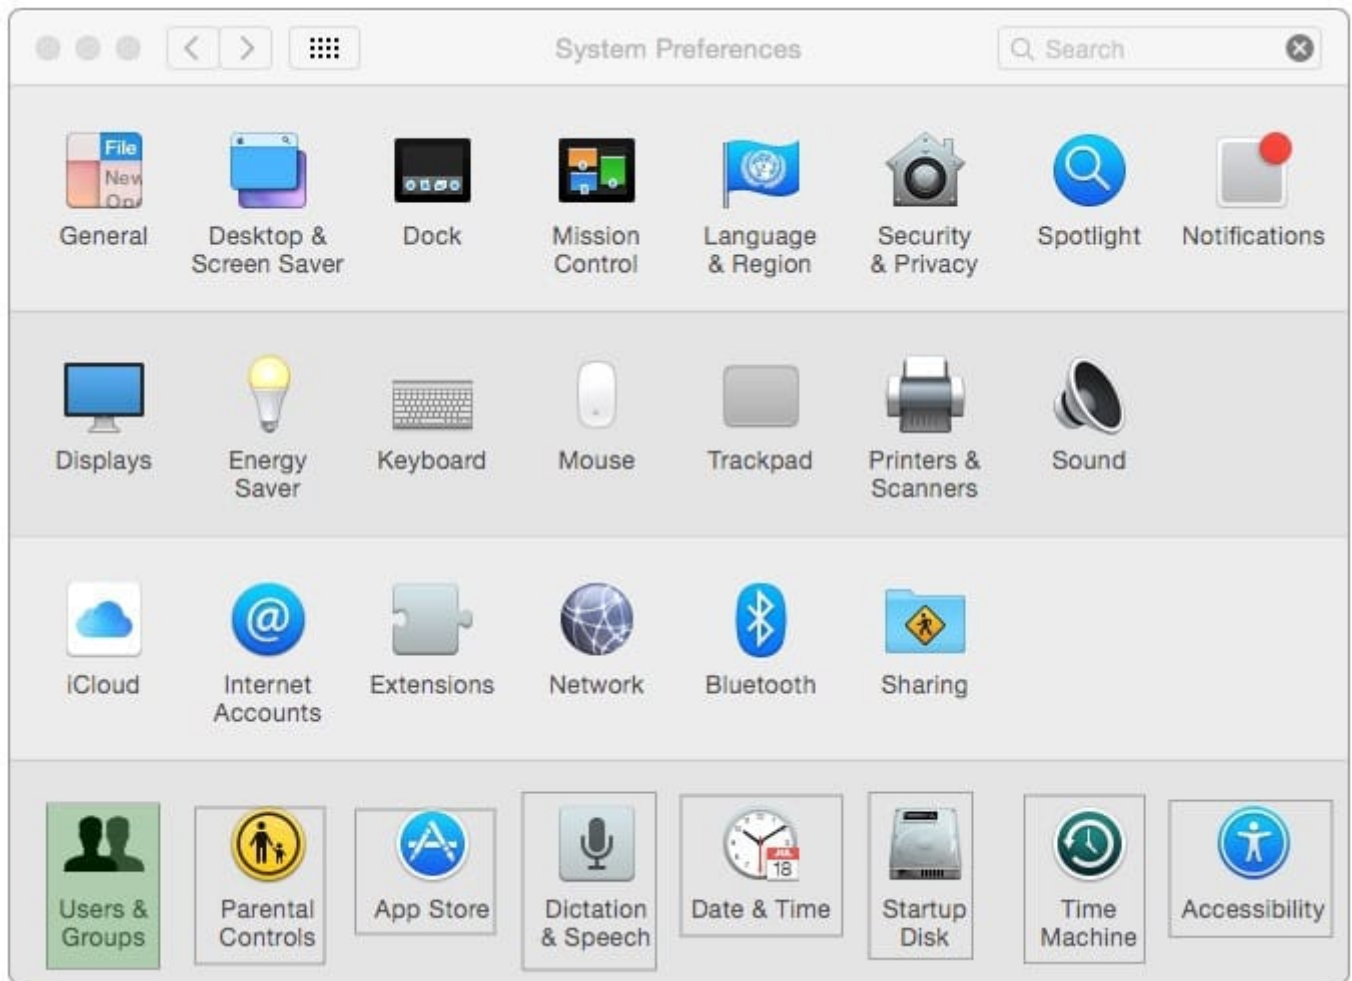 System Preferences
Search
File
New
General
Desktop &
Screen Saver
Dock
Mission
Control
Language
& Region
Security
& Privacy
Spotlight
Notifications
Displays
Energy
Saver
Keyboard
Mouse
Trackpad
Printers &
Scanners
Sound
iCloud
@
Internet
Accounts
Extensions
Network
Bluetooth
Sharing
JUL
18
Users &
Groups
Parental
Controls
App Store
Dictation
& Speech
Date & Time
Startup
Disk
Time
Machine
Accessibility